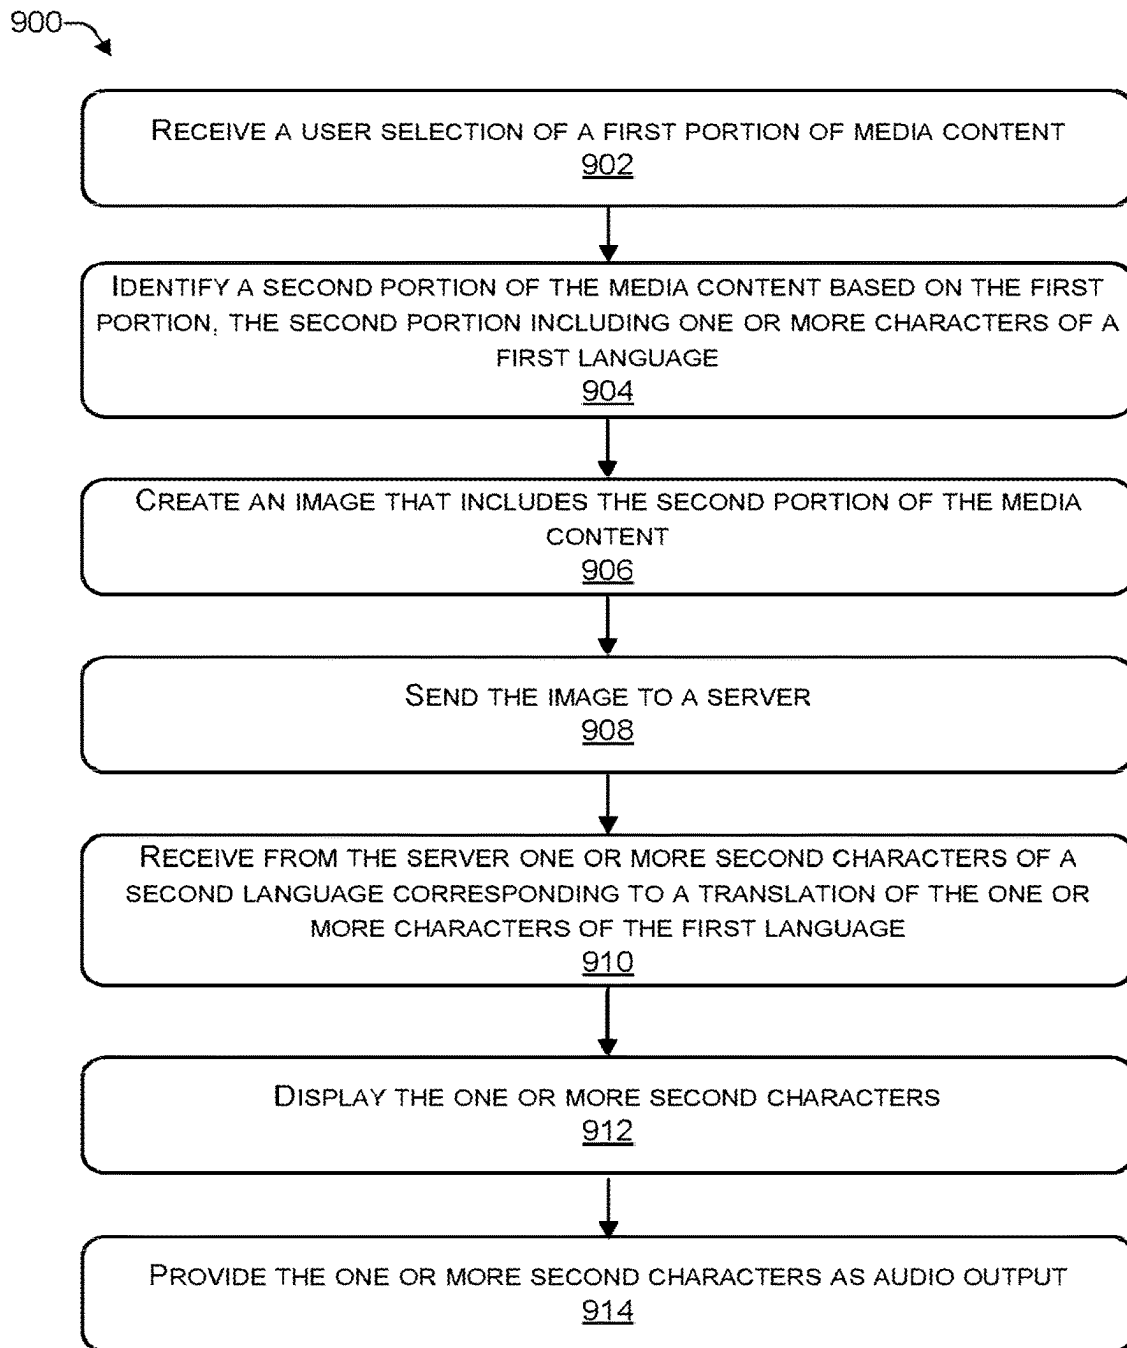 900
RECEIVE A USER SELECTION OF A FIRST PORTION OF MEDIA CONTENT
902
IDENTIFY A SECOND PORTION OF THE MEDIA CONTENT BASED ON THE FIRST
PORTION, THE SECOND PORTION INCLUDING ONE OR MORE CHARACTERS OF A
FIRST LANGUAGE
904
CREATE AN IMAGE THAT INCLUDES THE SECOND PORTION OF THE MEDIA
CONTENT
906
SEND THE IMAGE TO A SERVER
908
RECEIVE FROM THE SERVER ONE OR MORE SECOND CHARACTERS OF A
SECOND LANGUAGE CORRESPONDING TO A TRANSLATION OF THE ONE OR
MORE CHARACTERS OF THE FIRST LANGUAGE
910
DISPLAY THE ONE OR MORE SECOND CHARACTERS
912
PROVIDE THE ONE OR MORE SECOND CHARACTERS AS AUDIO OUTPUT
914